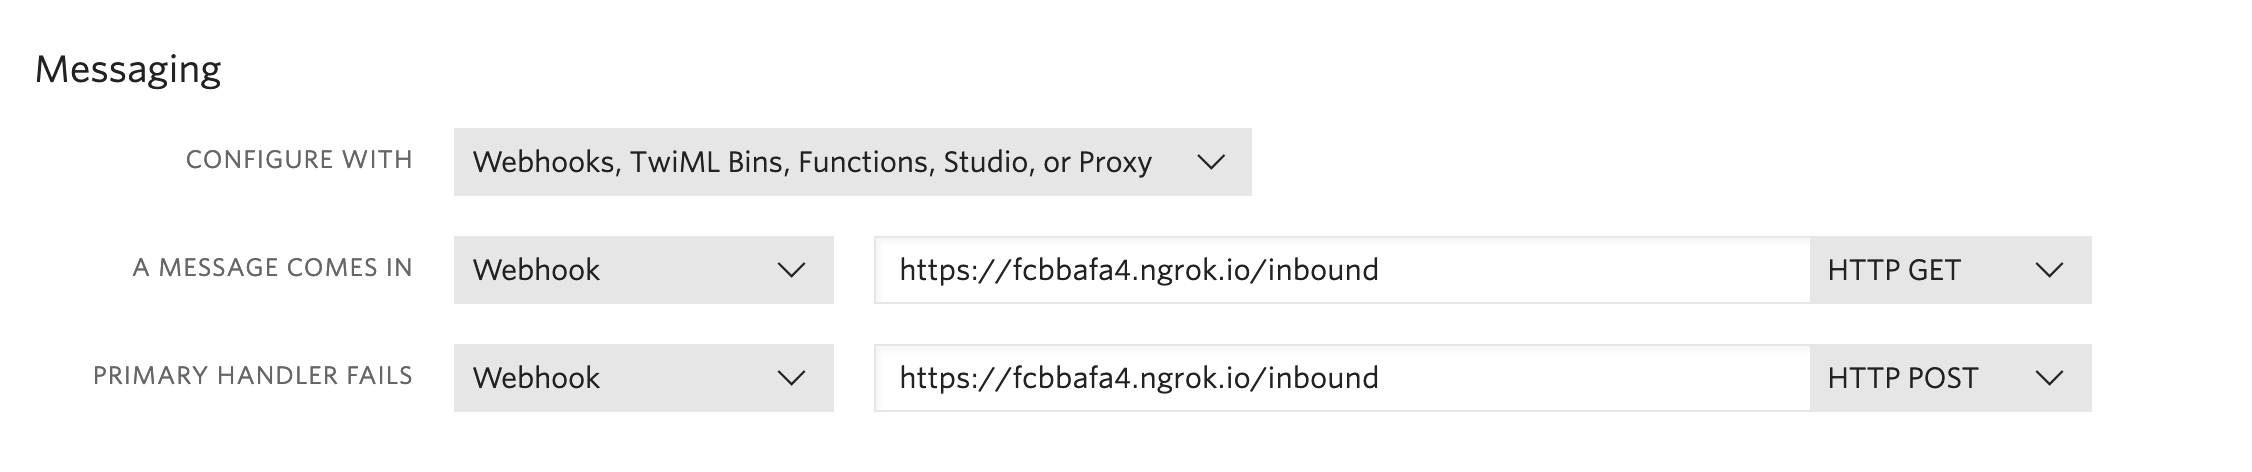 Messaging
CONFIGURE WITH Webhooks, TwiML Bins, Functions, Studio, or Proxy
A MESSAGE COMES IN Webhook https://fcbbafa4.ngrok.io/inbound HTTP GET
PRIMARY HANDLER FAILS Webhook https://fcbbafa4.ngrok.io/inbound HTTP POST